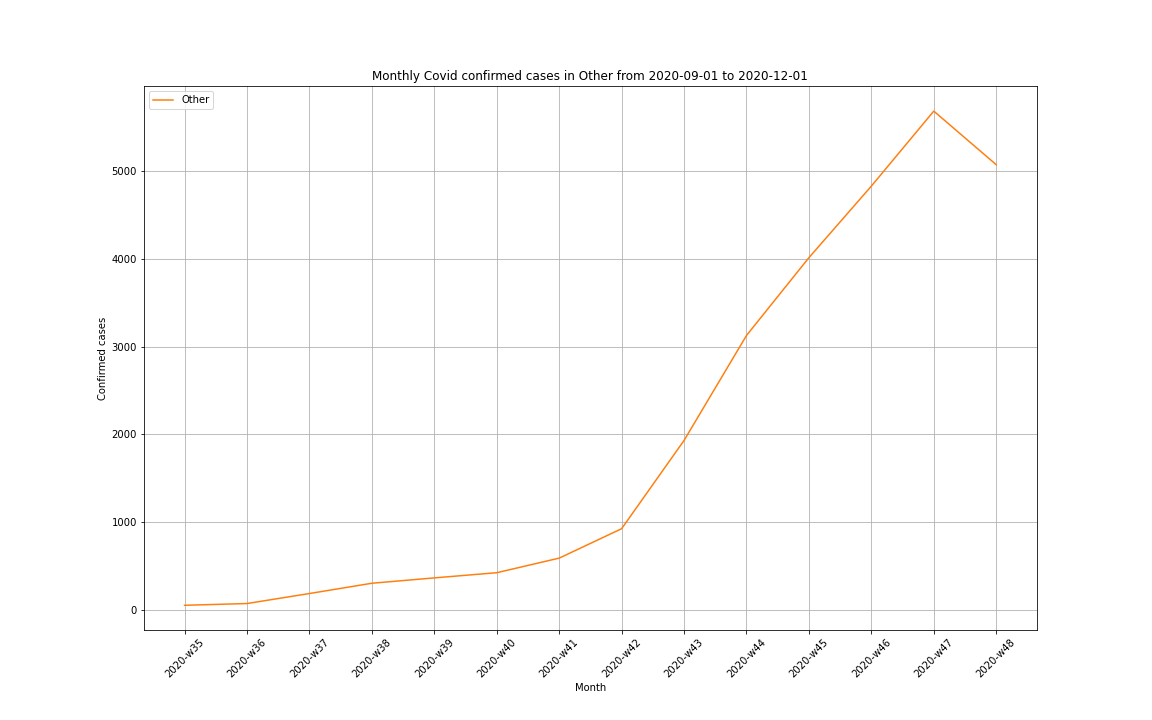 Monthly Covid confirmed cases in Other from 2020-09-01 to 2020-12-01
Other
Confirmed cases
5000
4000
3000
2000
1000
0
2020-w35
2020-w36
2020-w37
2020-w38
2020-w39
2020-w40
2020-w41
2020-w42
2020-w43
2020-w44
2020-w45
2020-w46
2020-w47
2020-w48
Month